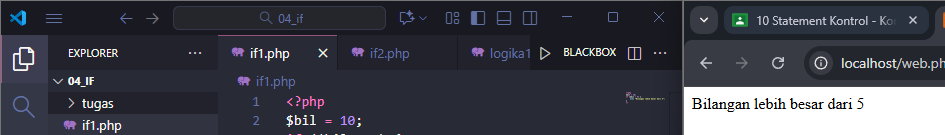 04_if
10 Statement Kontrol - Ko
EXPLORER
if1.php
if2.php
logika1
BLACKBOX
localhost/web.ph
04_IF
if1.php
tugas
1 <?php
if1.php
2 $bil = 10;
Bilangan lebih besar dari 5